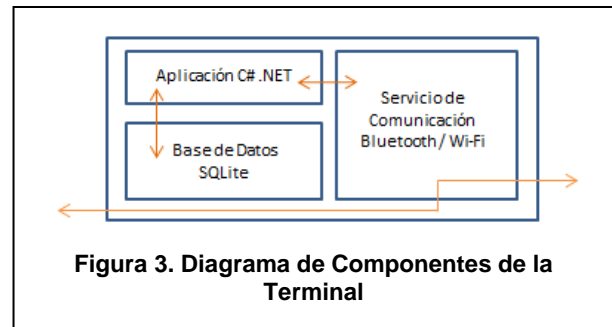 Aplicación C# .NET
Base de Datos
SQLite
Servicio de
Comunicación
Bluetooth / Wi-Fi
Figura 3. Diagrama de Componentes de la
Terminal